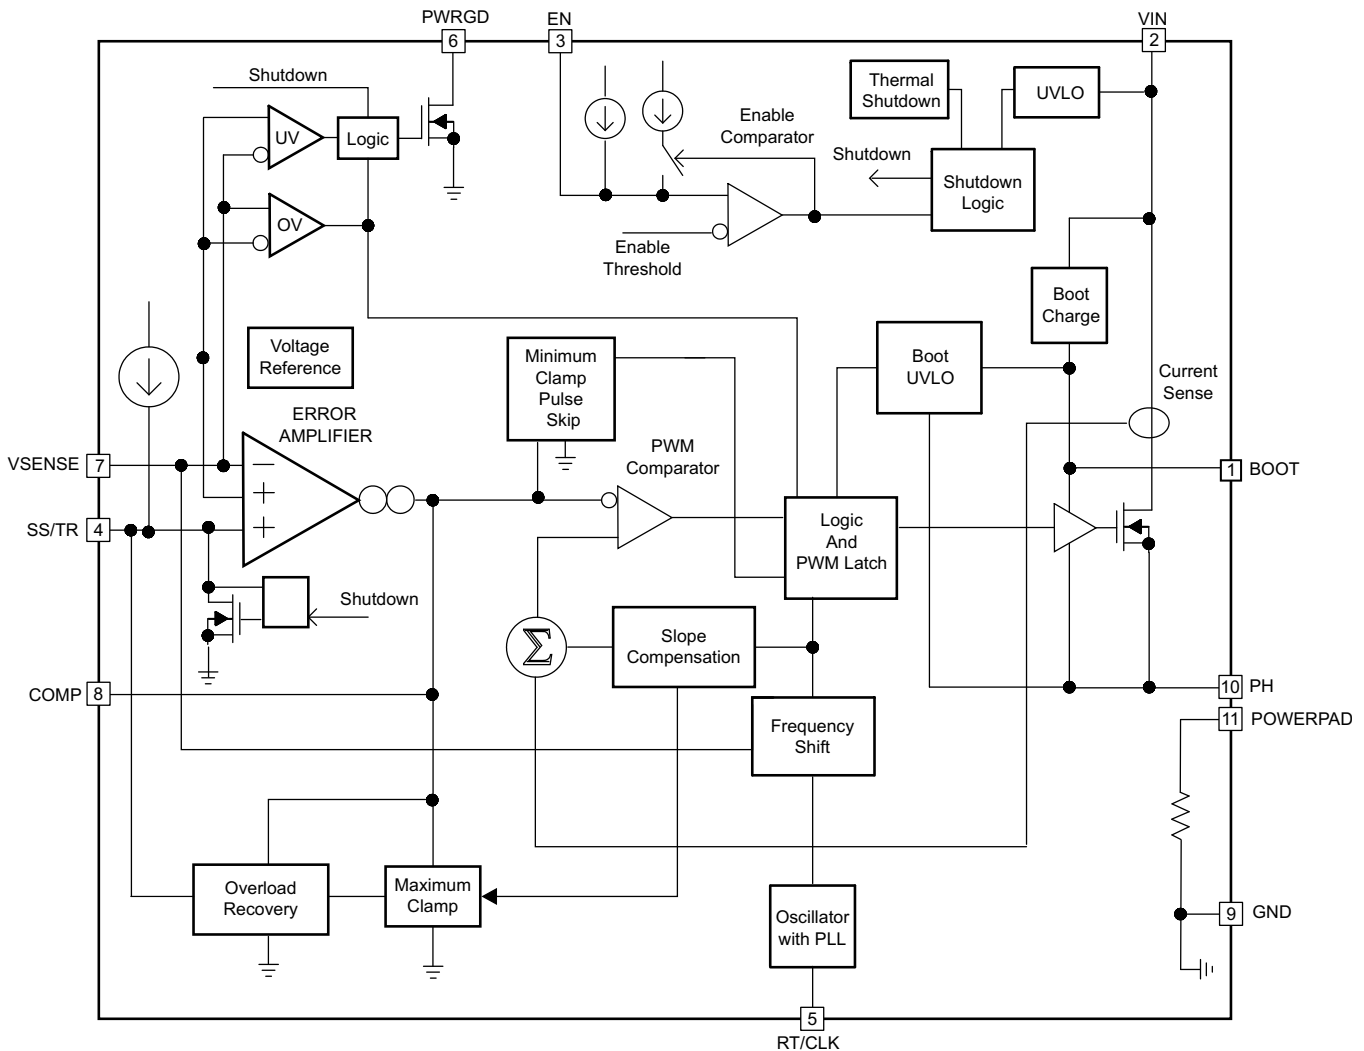 PWRGD
EN
VIN
6
3
2
Shutdown
Thermal
Shutdown
UVLO
UV
Logic
Enable
Comparator
Shutdown
Shutdown
Logic
OV
Enable
Threshold
Boot
Charge
Voltage
Reference
Minimum
Clamp
Pulse
Skip
Boot
UVLO
Current
Sense
ERROR
AMPLIFIER
PWM
Comparator
VSENSE
7
1
BOOT
SS/TR
4
Logic
And
PWM Latch
Shutdown
Σ
Slope
Compensation
COMP
8
10
PH
11
POWERPAD
Frequency
Shift
Overload
Recovery
Maximum
Clamp
Oscillator
with PLL
9
GND
5
RT/CLK